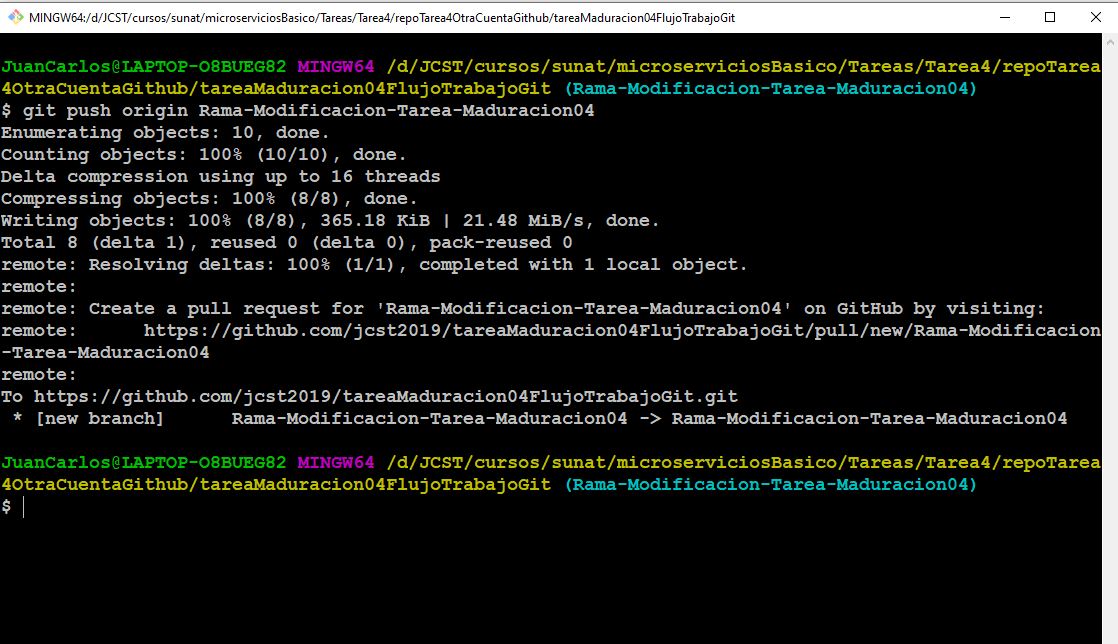 MINGW64:/d/JCST/cursos/sunat/microserviciosBasico/Tareas/Tarea4/repoTarea4OtraCuentaGithub/tareaMaduracion04FlujoTrabajoGit
JuanCarlos@LAPTOP-O8BUEG82 MINGW64 /d/JCST/cursos/sunat/microserviciosBasico/Tareas/Tarea4/repoTarea
4OtraCuentaGithub/tareaMaduracion04FlujoTrabajoGit (Rama-Modificacion-Tarea-Maduracion04)
$ git push origin Rama-Modificacion-Tarea-Maduracion04
Enumerating objects: 10, done.
Counting objects: 100% (10/10), done.
Delta compression using up to 16 threads
Compressing objects: 100% (8/8), done.
Writing objects: 100% (8/8), 365.18 KiB | 21.48 MiB/s, done.
Total 8 (delta 1), reused 0 (delta 0), pack-reused 0
remote: Resolving deltas: 100% (1/1), completed with 1 local object.
remote:
remote: Create a pull request for 'Rama-Modificacion-Tarea-Maduracion04' on GitHub by visiting:
remote:      https://github.com/jcst2019/tareaMaduracion04FlujoTrabajoGit/pull/new/Rama-Modificacion
-Tarea-Maduracion04
remote:
To https://github.com/jcst2019/tareaMaduracion04FlujoTrabajoGit.git
 * [new branch]      Rama-Modificacion-Tarea-Maduracion04 -> Rama-Modificacion-Tarea-Maduracion04
JuanCarlos@LAPTOP-O8BUEG82 MINGW64 /d/JCST/cursos/sunat/microserviciosBasico/Tareas/Tarea4/repoTarea
4OtraCuentaGithub/tareaMaduracion04FlujoTrabajoGit (Rama-Modificacion-Tarea-Maduracion04)
$